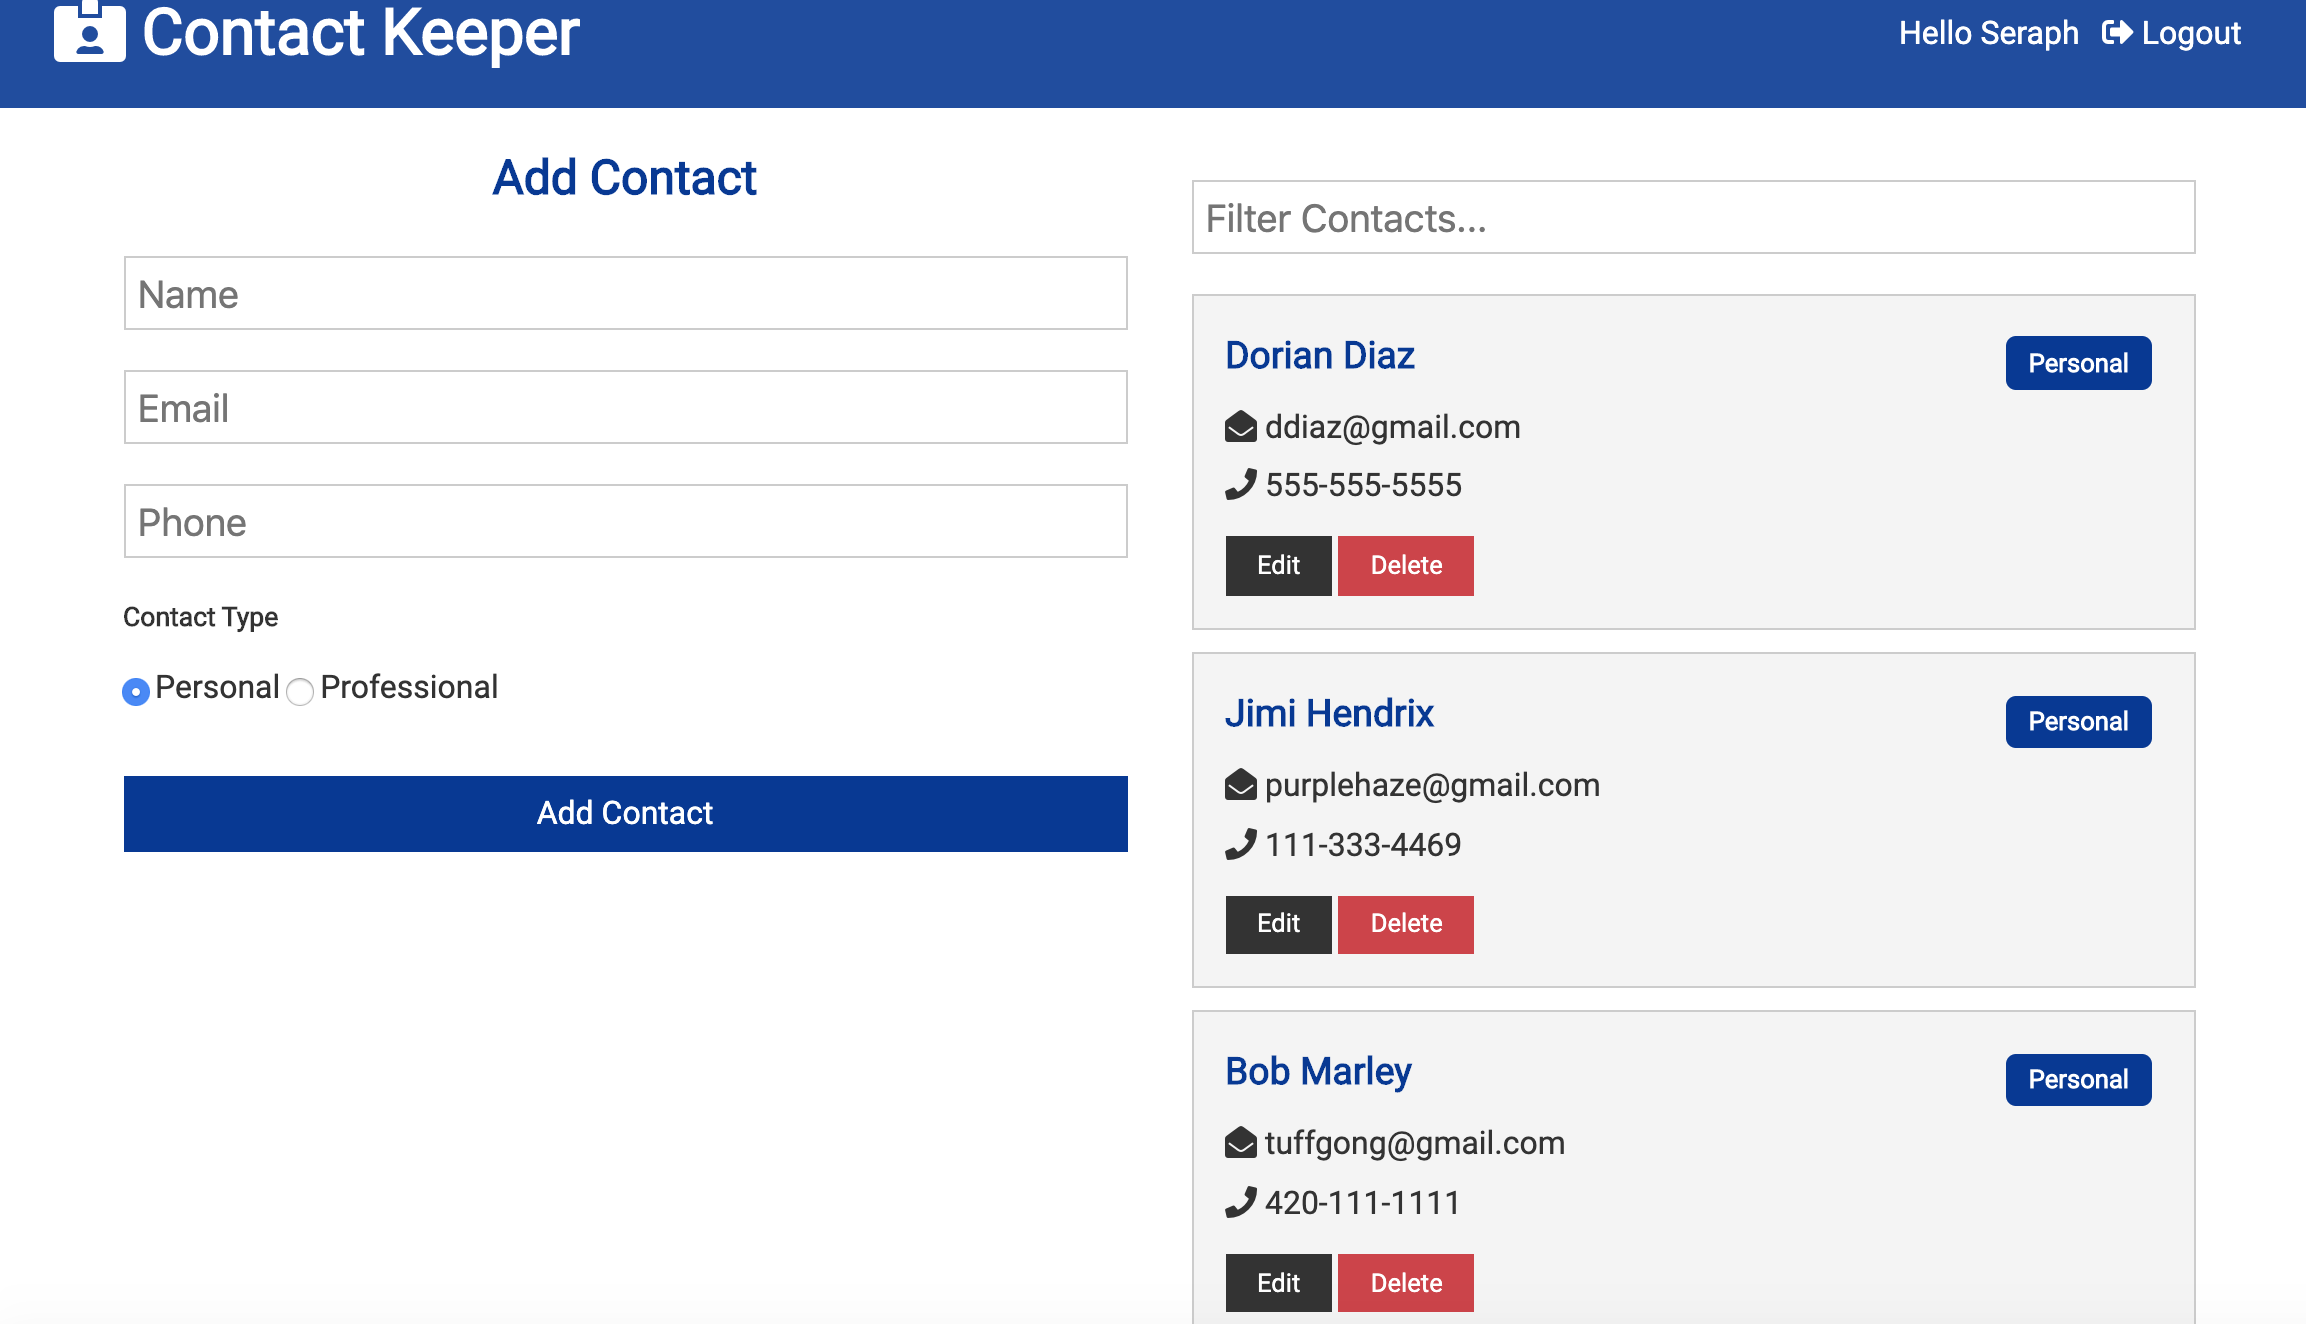 Contact Keeper
Hello Seraph Logout
Add Contact
Name
Email
Phone
Contact Type
Personal Professional
Add Contact
Filter Contacts...
Dorian Diaz
Personal
ddiaz@gmail.com
555-555-5555
Edit Delete
Jimi Hendrix
Personal
purplehaze@gmail.com
111-333-4469
Edit Delete
Bob Marley
Personal
tuffgong@gmail.com
420-111-1111
Edit Delete